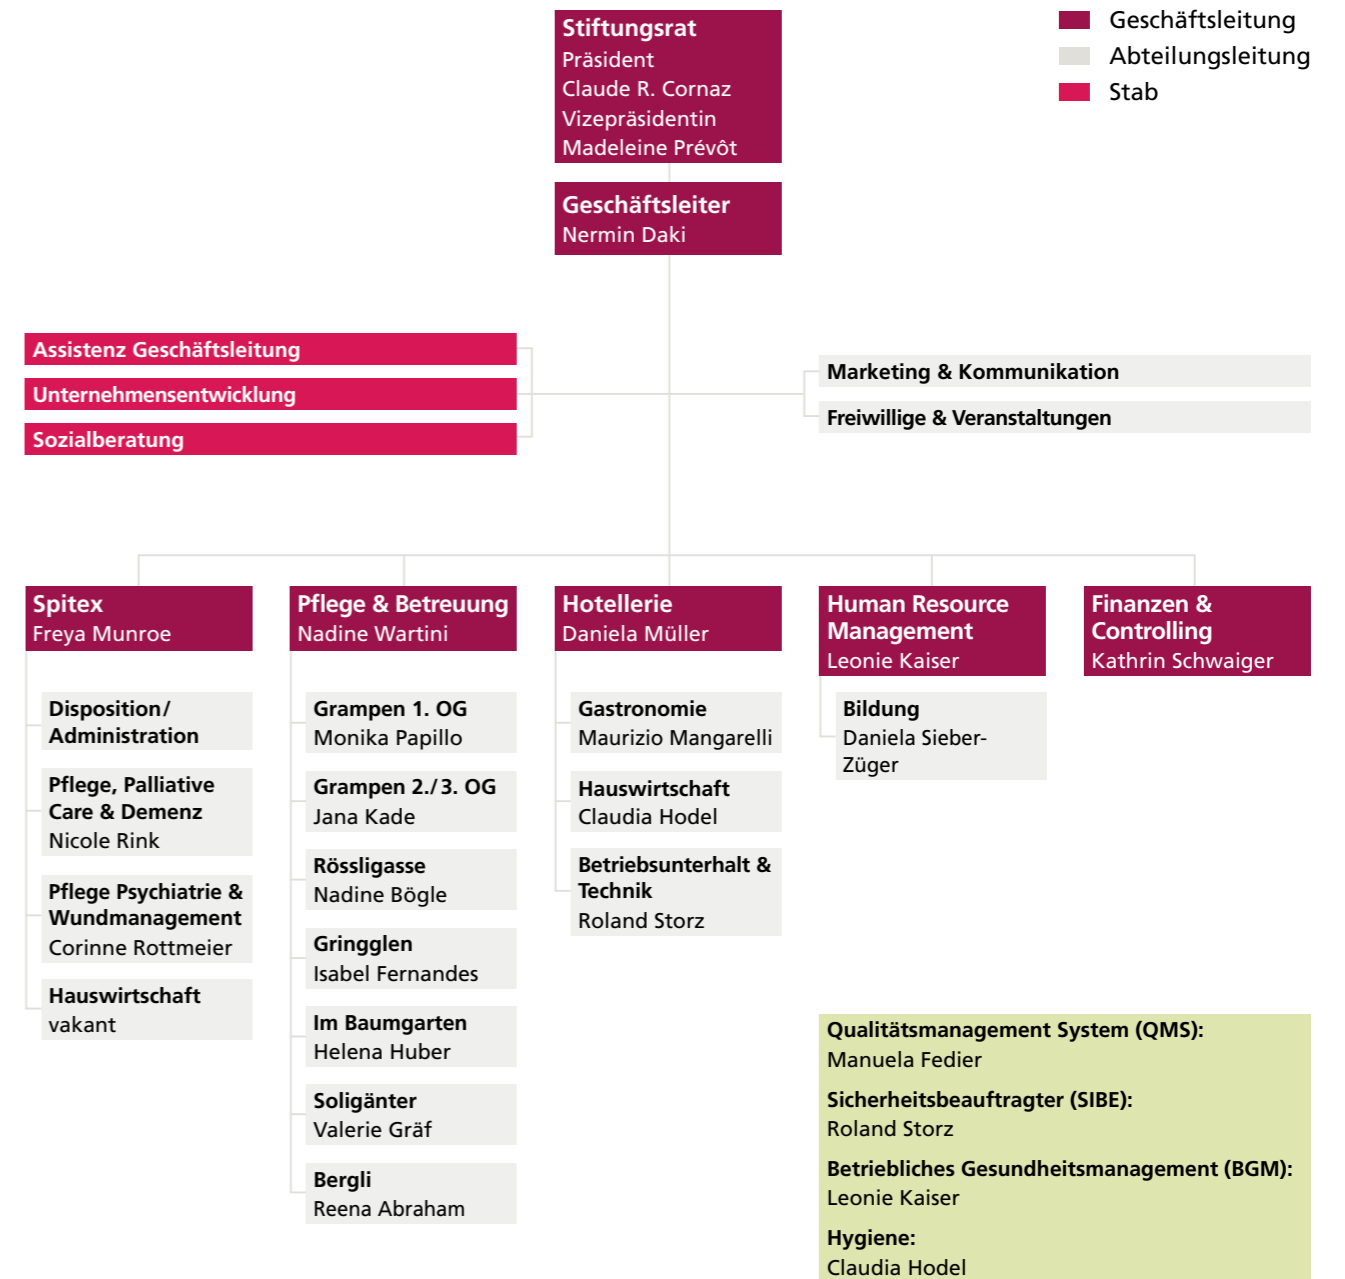 Stiftungsrat
Präsident
Claude R. Cornaz
Vizepräsidentin
Madeleine Prévôt
Geschäftsleitung
Abteilungsleitung
Stab
Geschäftsleiter
Nermin Daki
Assistenz Geschäftsleitung
Unternehmensentwicklung
Sozialberatung
Marketing & Kommunikation
Freiwillige & Veranstaltungen
Spitex
Freya Munroe
Disposition/
Administration
Pflege, Palliative
Care & Demenz
Nicole Rink
Pflege Psychiatrie &
Wundmanagement
Corinne Rottmeier
Hauswirtschaft
vakant
Pflege & Betreuung
Nadine Wartini
Grampen 1. OG
Monika Papillo
Grampen 2./3. OG
Jana Kade
Rössligasse
Nadine Bögle
Gringglen
Isabel Fernandes
Im Baumgarten
Helena Huber
Soligänter
Valerie Gräf
Bergli
Reena Abraham
Hotellerie
Daniela Müller
Gastronomie
Maurizio Mangarelli
Hauswirtschaft
Claudia Hodel
Betriebsunterhalt &
Technik
Roland Storz
Human Resource
Management
Leonie Kaiser
Bildung
Daniela Sieber-
Züger
Finanzen &
Controlling
Kathrin Schwaiger
Qualitätsmanagement System (QMS):
Manuela Fedier
Sicherheitsbeauftragter (SIBE):
Roland Storz
Betriebliches Gesundheitsmanagement (BGM):
Leonie Kaiser
Hygiene:
Claudia Hodel